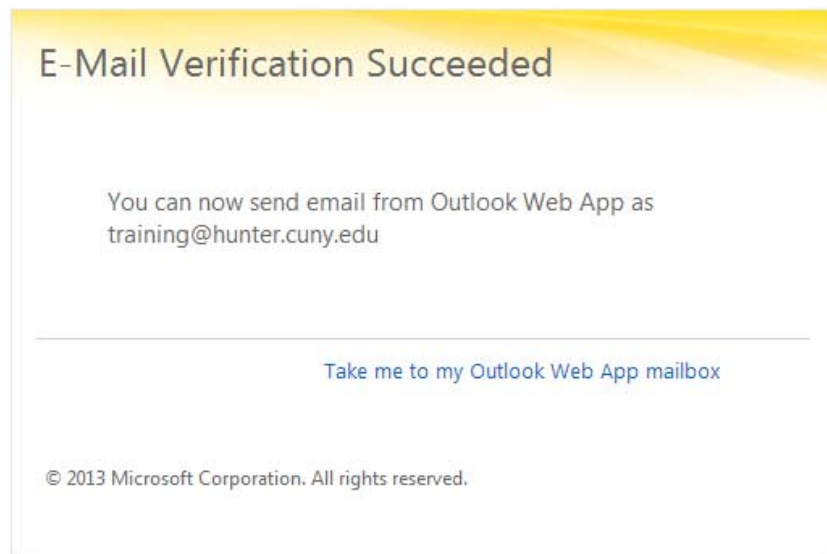 E-Mail Verification Succeeded
You can now send email from Outlook Web App as
training@hunter.cuny.edu
Take me to my Outlook Web App mailbox
© 2013 Microsoft Corporation. All rights reserved.